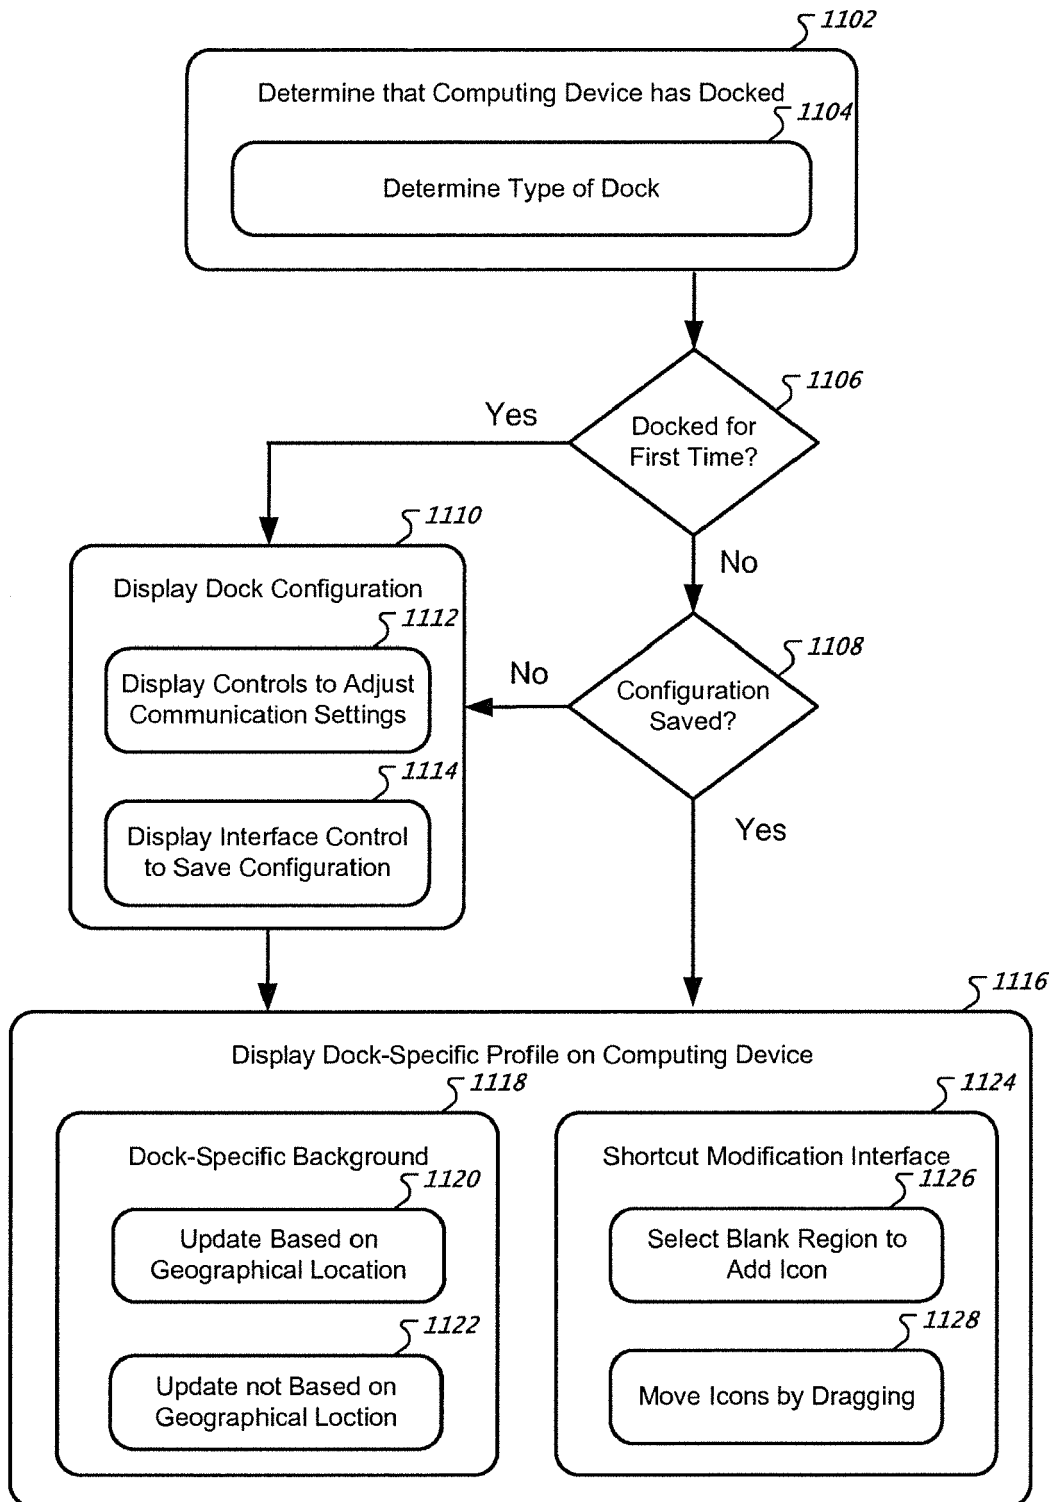 1102
Determine that Computing Device has Docked
1104
Determine Type of Dock
1106
Yes
Docked for
First Time?
1110
No
Display Dock Configuration
1112
1108
Display Controls to Adjust
Communication Settings
No
Configuration
Saved?
1114
Display Interface Control
to Save Configuration
Yes
1116
Display Dock-Specific Profile on Computing Device
1118
Dock-Specific Background
1120
Update Based on
Geographical Location
1122
Update not Based on
Geographical Loction
1124
Shortcut Modification Interface
1126
Select Blank Region to
Add Icon
1128
Move Icons by Dragging